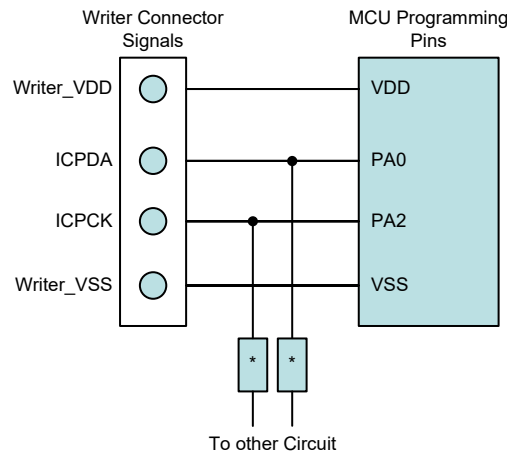 Writer Connector
Signals
MCU Programming
Pins
Writer_VDD
VDD
ICPDA
PA0
ICPCK
PA2
Writer_VSS
VSS
* *
To other Circuit